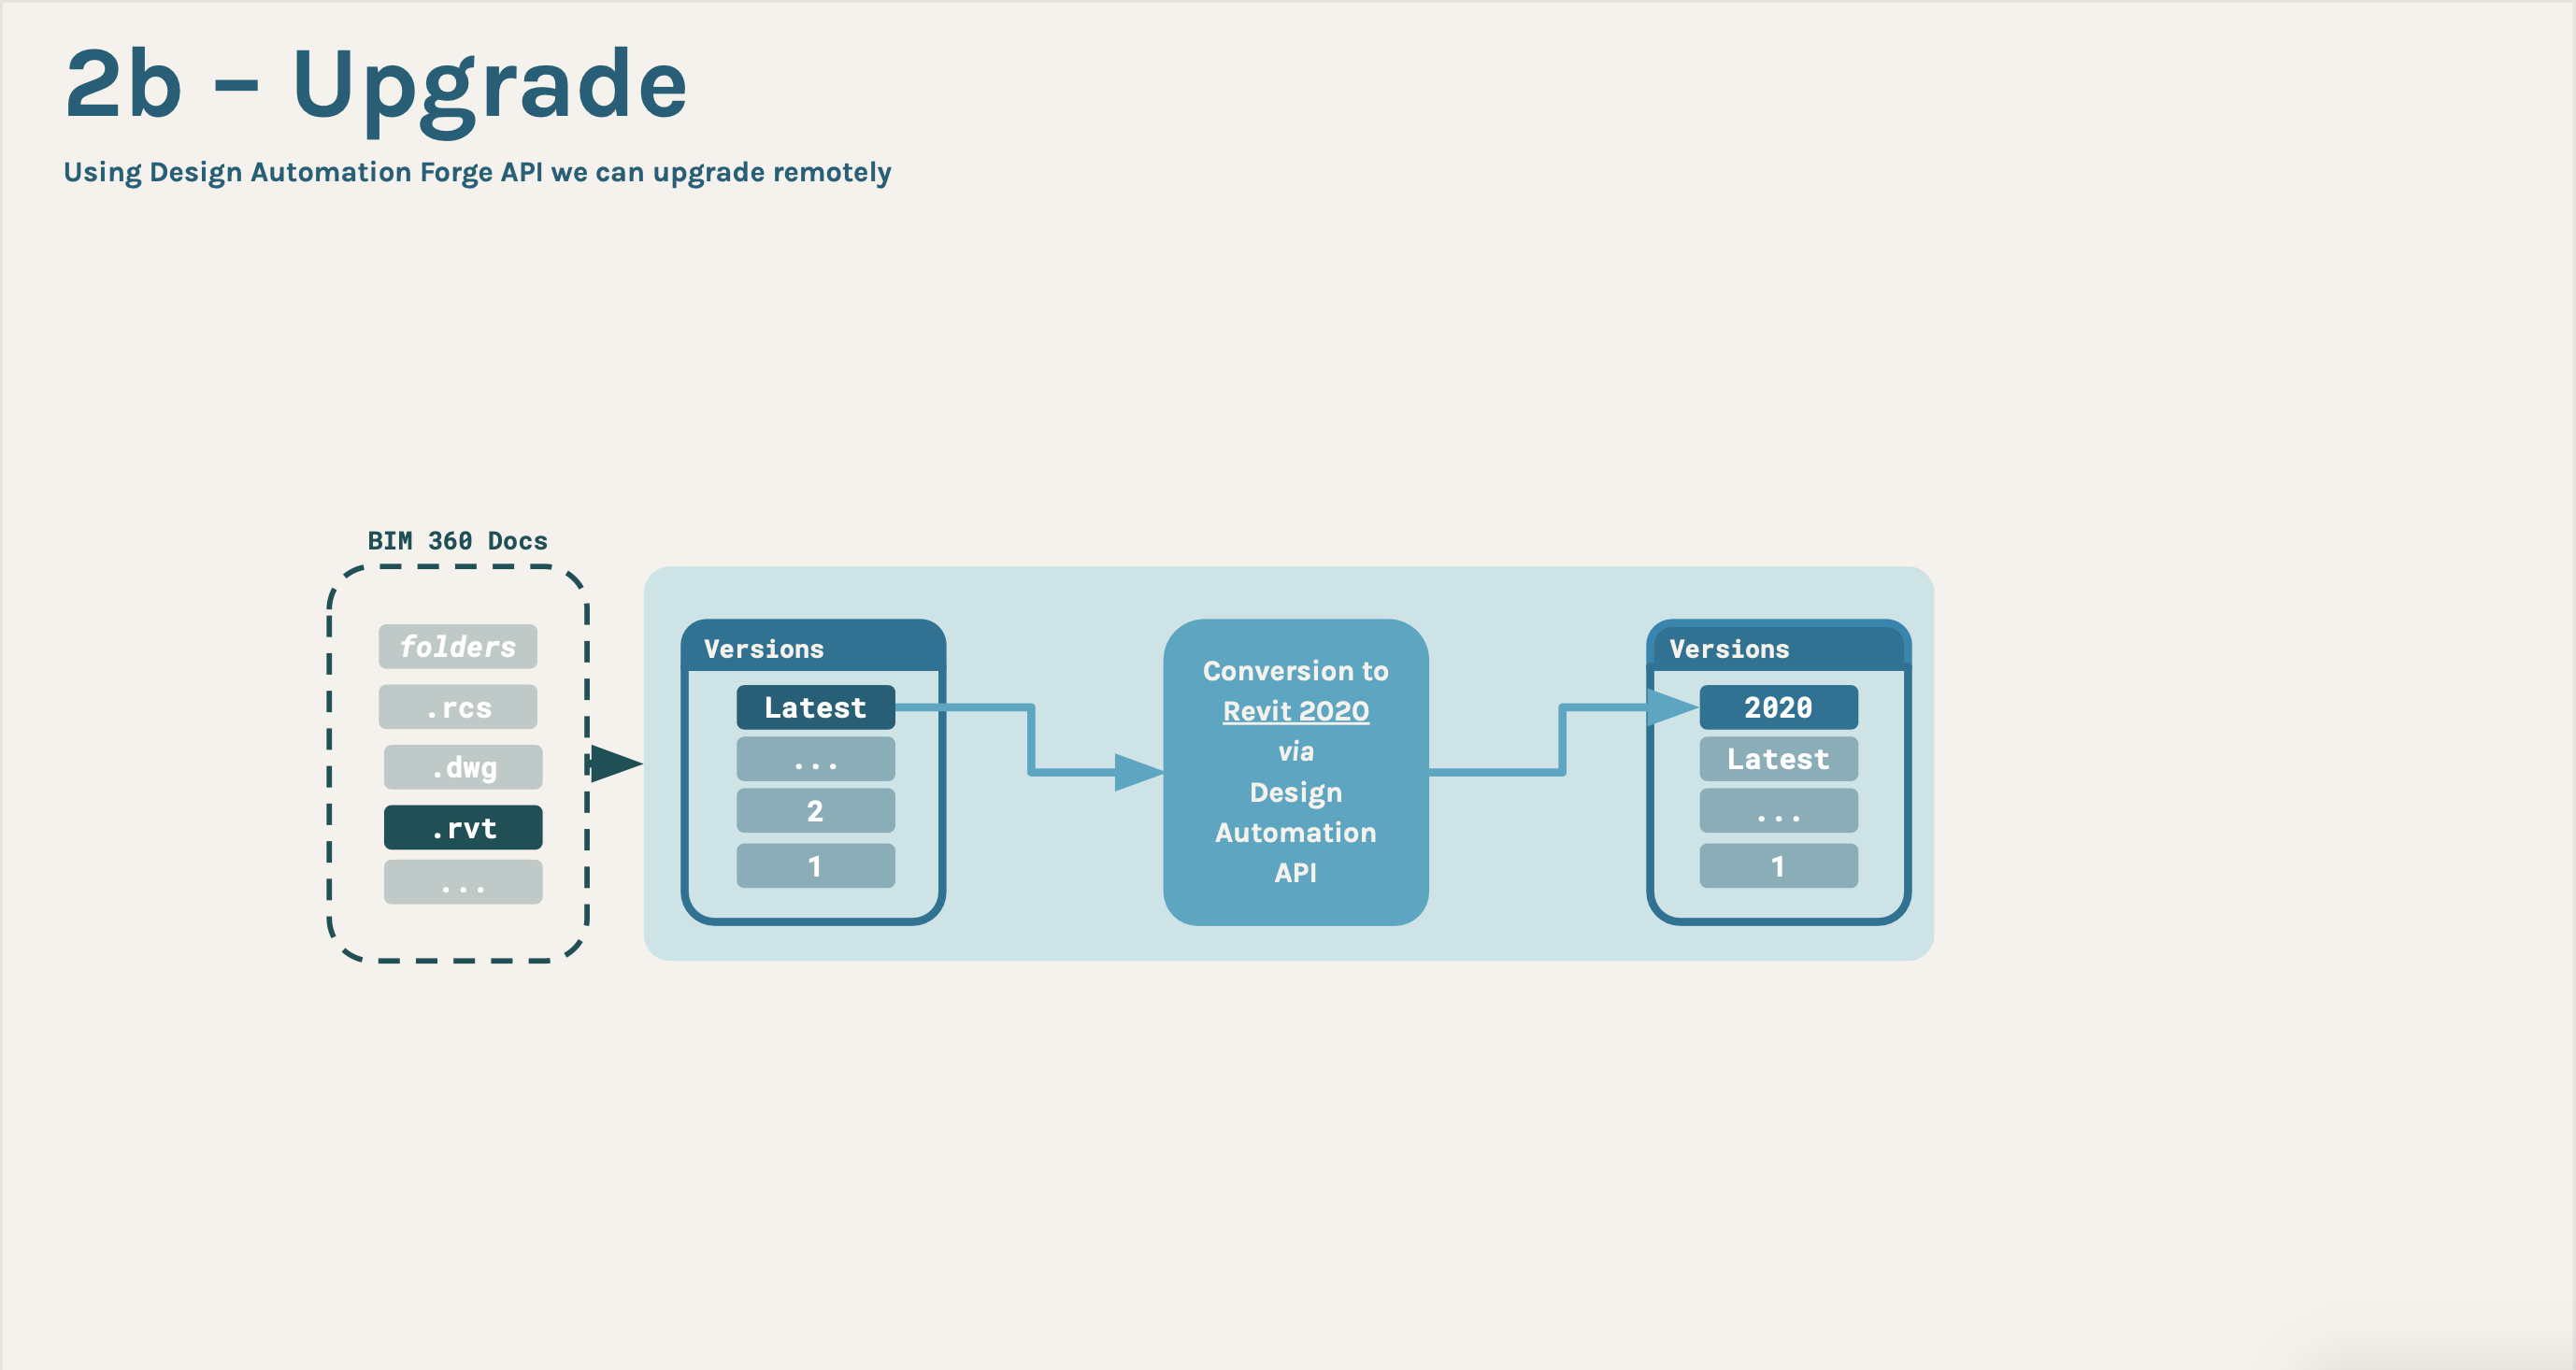 2b – Upgrade
Using Design Automation Forge API we can upgrade remotely
BIM 360 Docs
folders
.rcs
.dwg
.rvt
...
Versions
Latest
...
2
1
Conversion to
Revit 2020
via
Design
Automation
API
Versions
2020
Latest
...
1